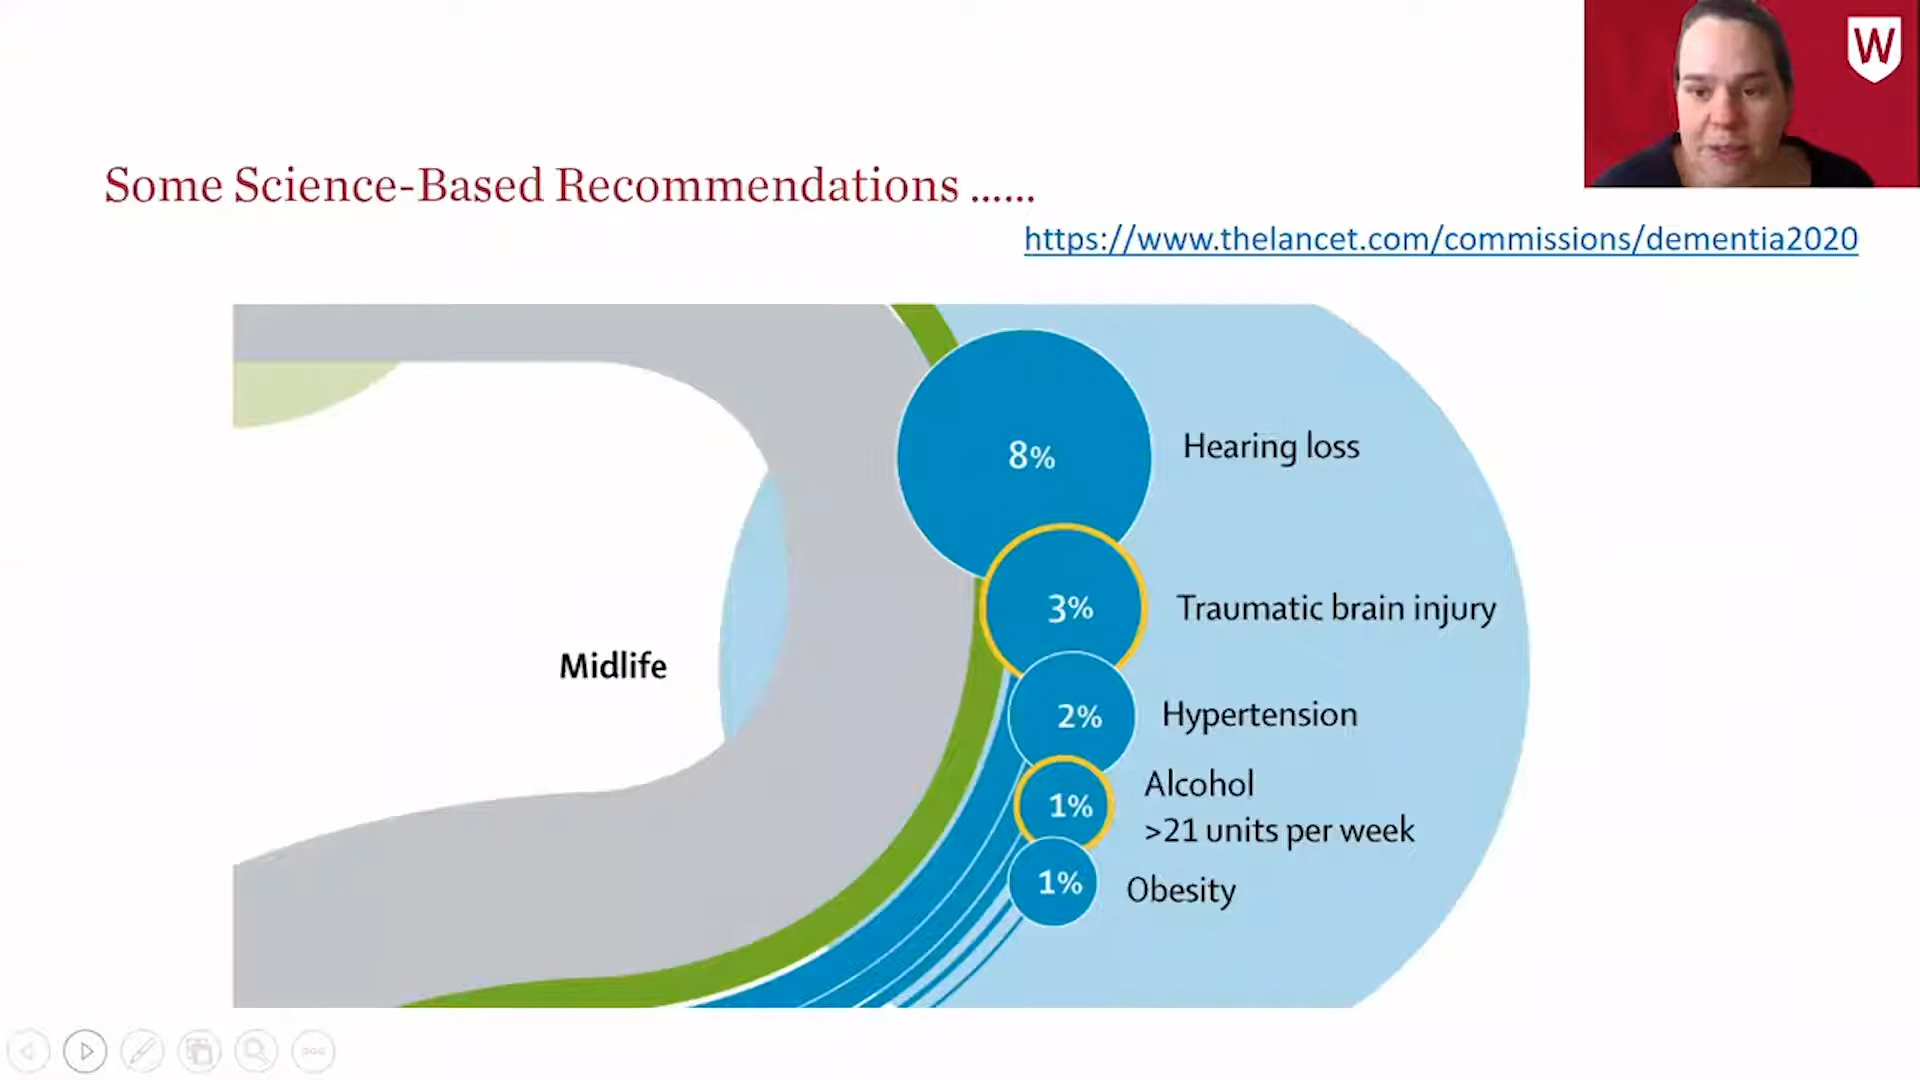 W
Some Science-Based Recommendations ......
https://www.thelancet.com/commissions/dementia2020
8%
Hearing loss
3%
Traumatic brain injury
Midlife
2%
Hypertension
1%
Alcohol
>21 units per week
1%
Obesity